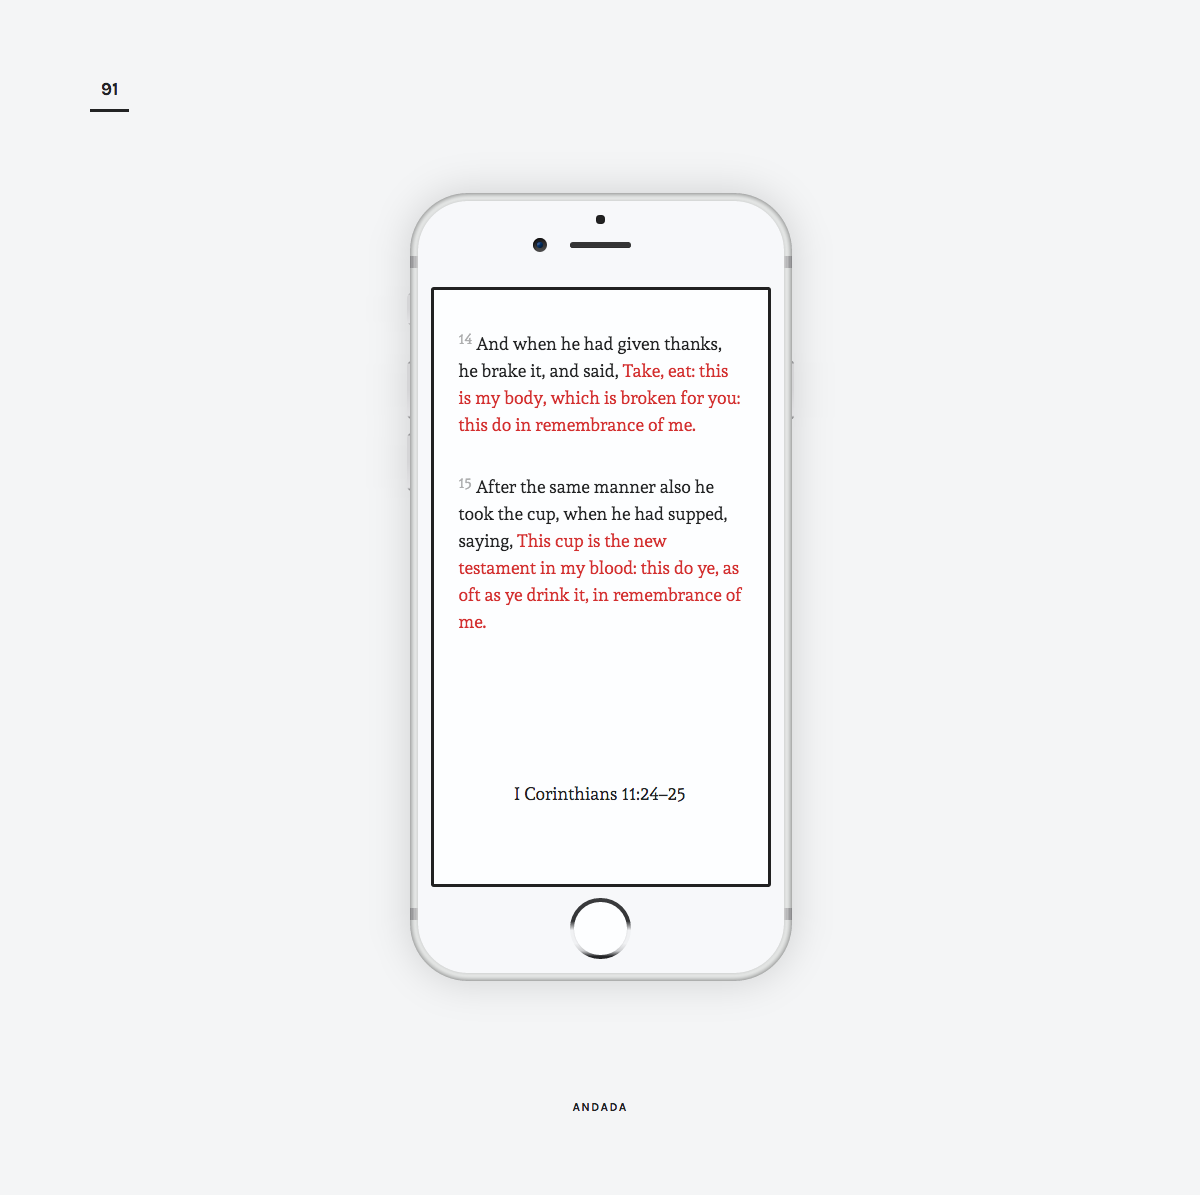 91
14 And when he had given thanks,
he brake it, and said, Take, eat: this
is my body, which is broken for you:
this do in remembrance of me.
15 After the same manner also he
took the cup, when he had supped,
saying, This cup is the new
testament in my blood: this do ye, as
oft as ye drink it, in remembrance of
me.
I Corinthians 11:24–25
ANDADA